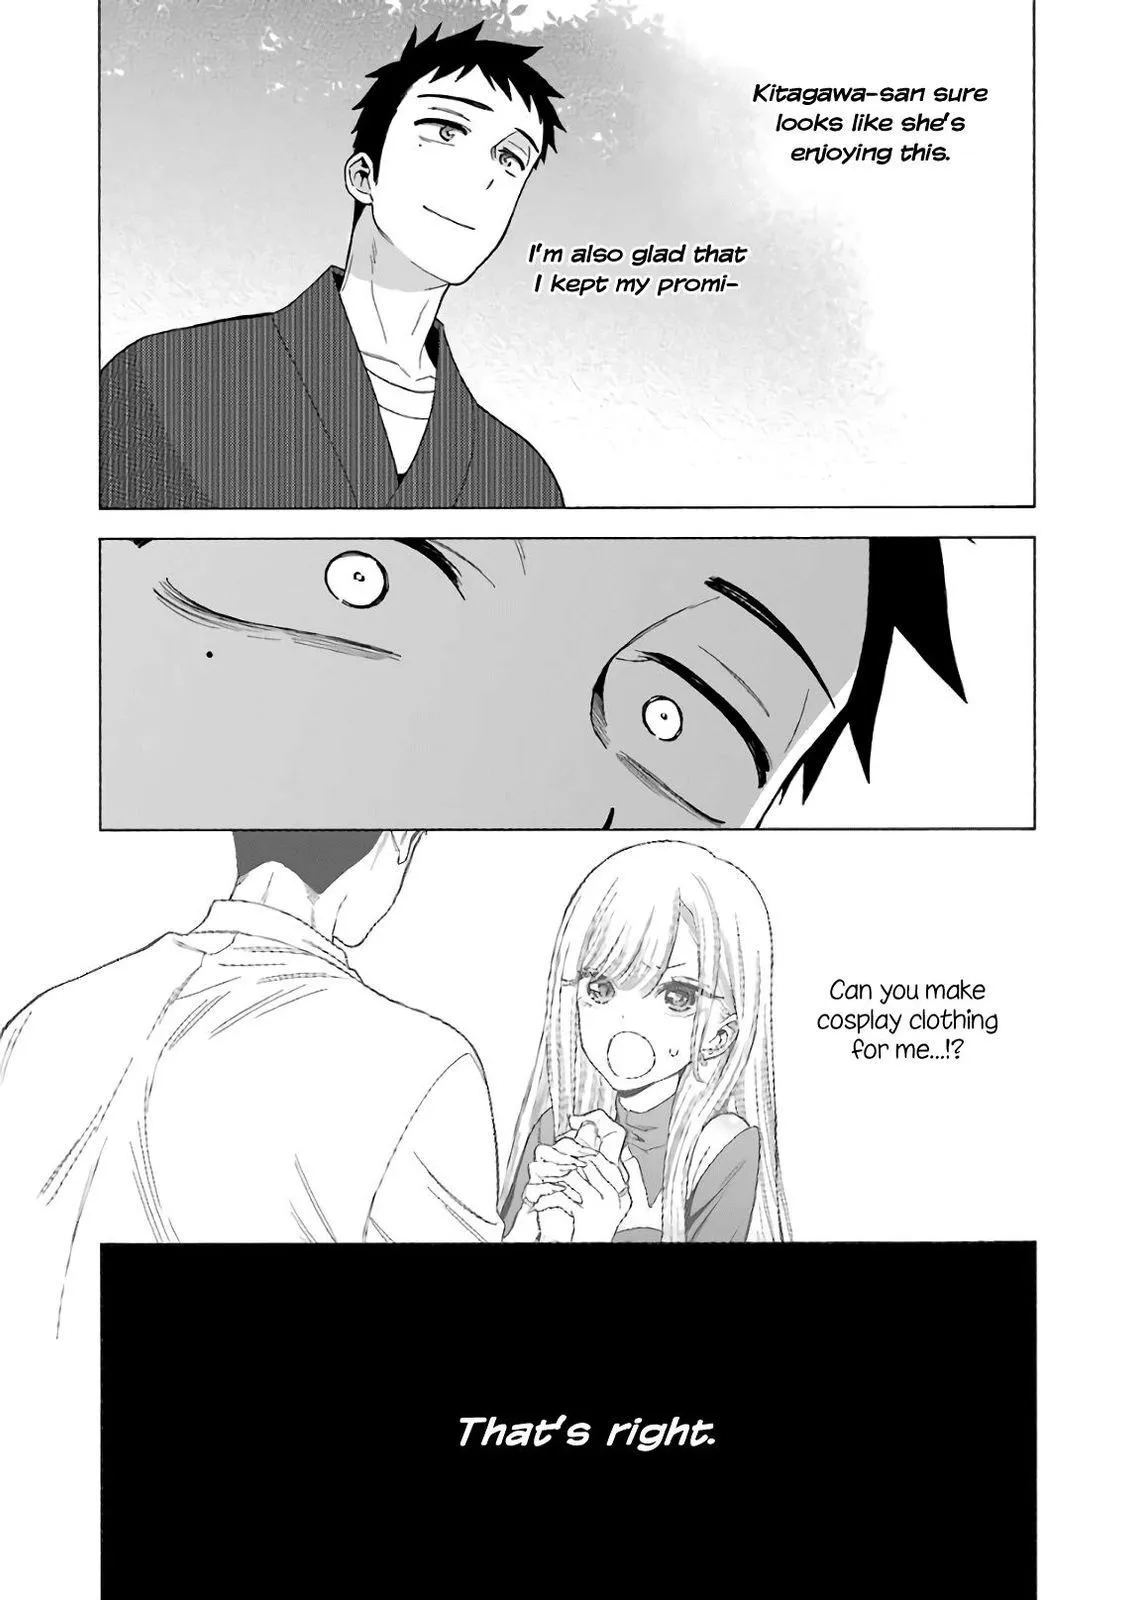 Kitagawa-san sure
looks like she's
enjoying this.
I'm also glad that
I kept my promi-
Can you make
cosplay clothing
for me...!?
That's right.